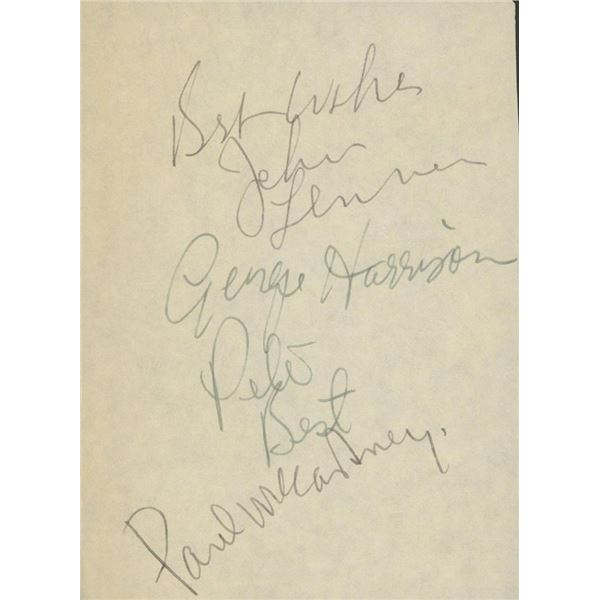 Best wishes
John
Lennon
George Harrison
Pete
Best
Paul McCartney.